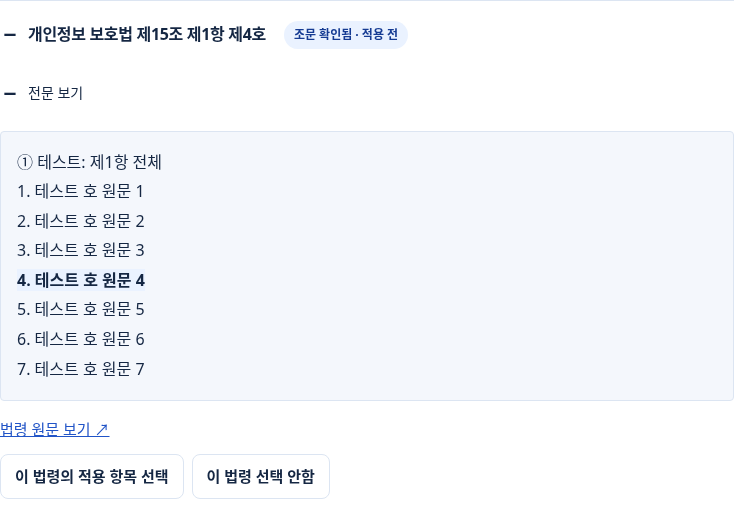 개인정보 보호법 제15조 제1항 제4호 조문 확인됨 · 적용 전
전문 보기
① 테스트: 제1항 전체
1. 테스트 호 원문 1
2. 테스트 호 원문 2
3. 테스트 호 원문 3
4. 테스트 호 원문 4
5. 테스트 호 원문 5
6. 테스트 호 원문 6
7. 테스트 호 원문 7
법령 원문 보기 ↗
이 법령의 적용 항목 선택 이 법령 선택 안함